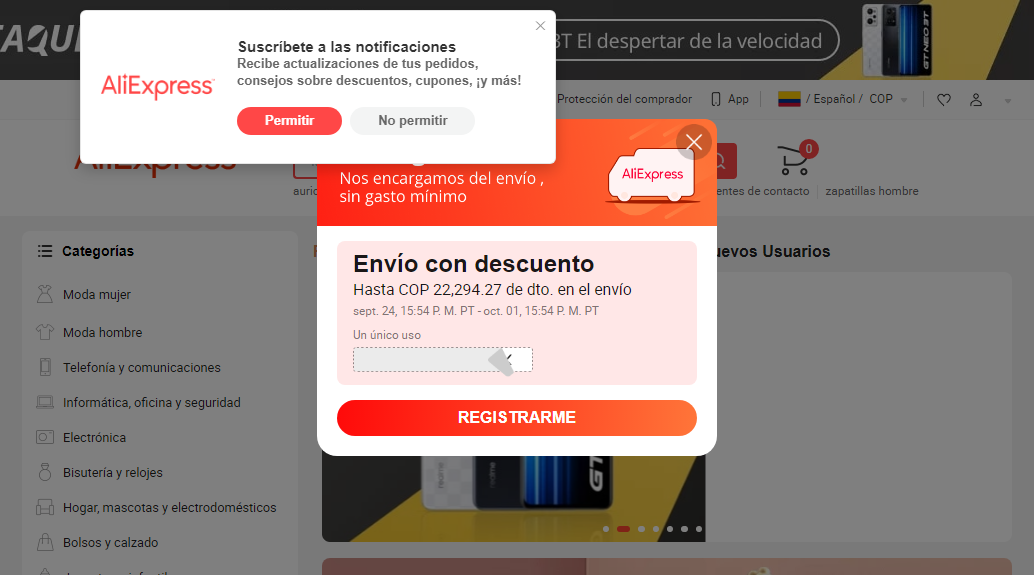 Suscríbete a las notificaciones
Recibe actualizaciones de tus pedidos,
consejos sobre descuentos, cupones, ¡y más!
AliExpress
Permitir
No permitir
El despertar de la velocidad
GT NEO 3T
Protección del comprador
App
/ Español /
COP
0
AliExpress
Nos encargamos del envío ,
sin gasto mínimo
AliExpress
entes de contacto
zapatillas hombre
Categorías
Moda mujer
Moda hombre
Telefonía y comunicaciones
Informática, oficina y seguridad
Electrónica
Bisutería y relojes
Hogar, mascotas y electrodomésticos
Bolsos y calzado
uevos Usuarios
Envío con descuento
Hasta COP 22,294.27 de dto. en el envío
sept. 24, 15:54 P. M. PT - oct. 01, 15:54 P. M. PT
Un único uso
REGISTRARME
realme
realme
GT